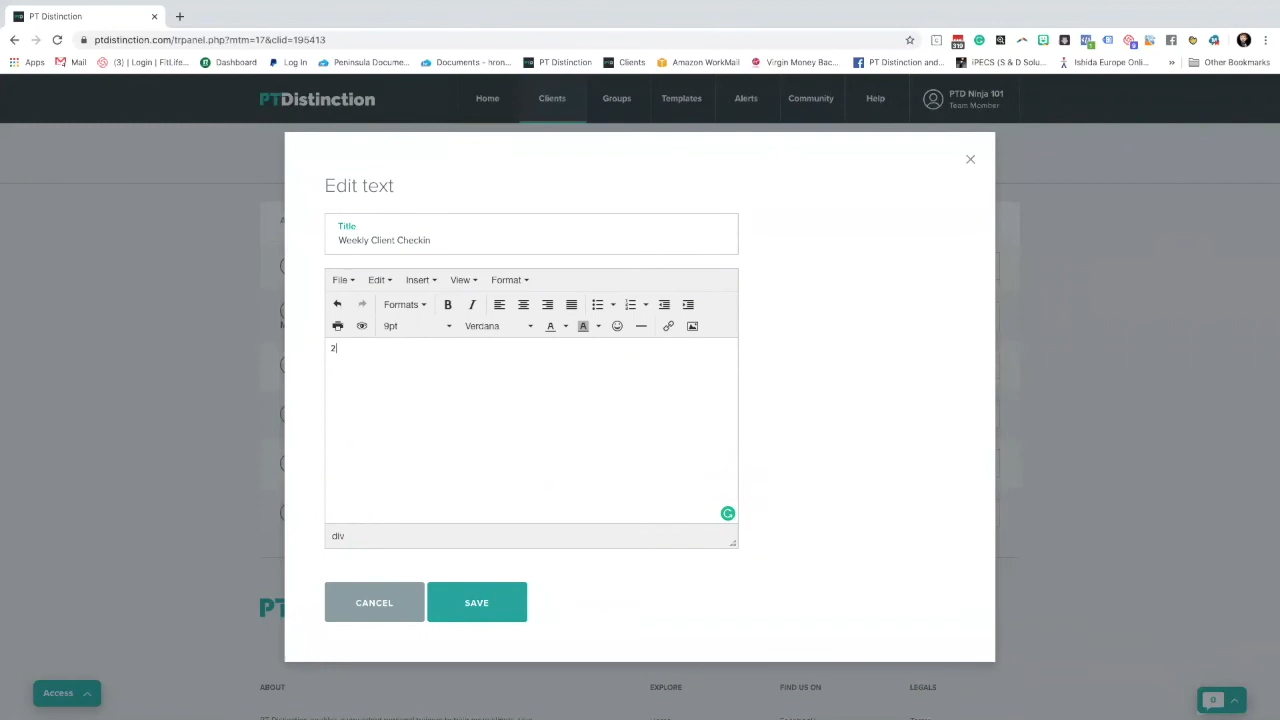 PT Distinction
ptdistinction.com/trpanel.php?mtm=17&clid=195413
319
Apps
Mail
(3) | Login | FitLife...
Dashboard
Log In
Peninsula Docume...
Documents - hron...
PT Distinction
Clients
Amazon WorkMail
Virgin Money Bac...
PT Distinction and...
iPECS (S & D Solu...
Ishida Europe Onli...
»
Other Bookmarks
PTDistinction
Home
Clients
Groups
Templates
Alerts
Community
Help
PTD Ninja 101
Team Member
Edit text
Title
Weekly Client Checkin
File
Edit
Insert
View
Format
Formats
B
I
9pt
Verdana
A
A
2
div
CANCEL
SAVE
PT
Access
0
ABOUT
EXPLORE
FIND US ON
LEGALS